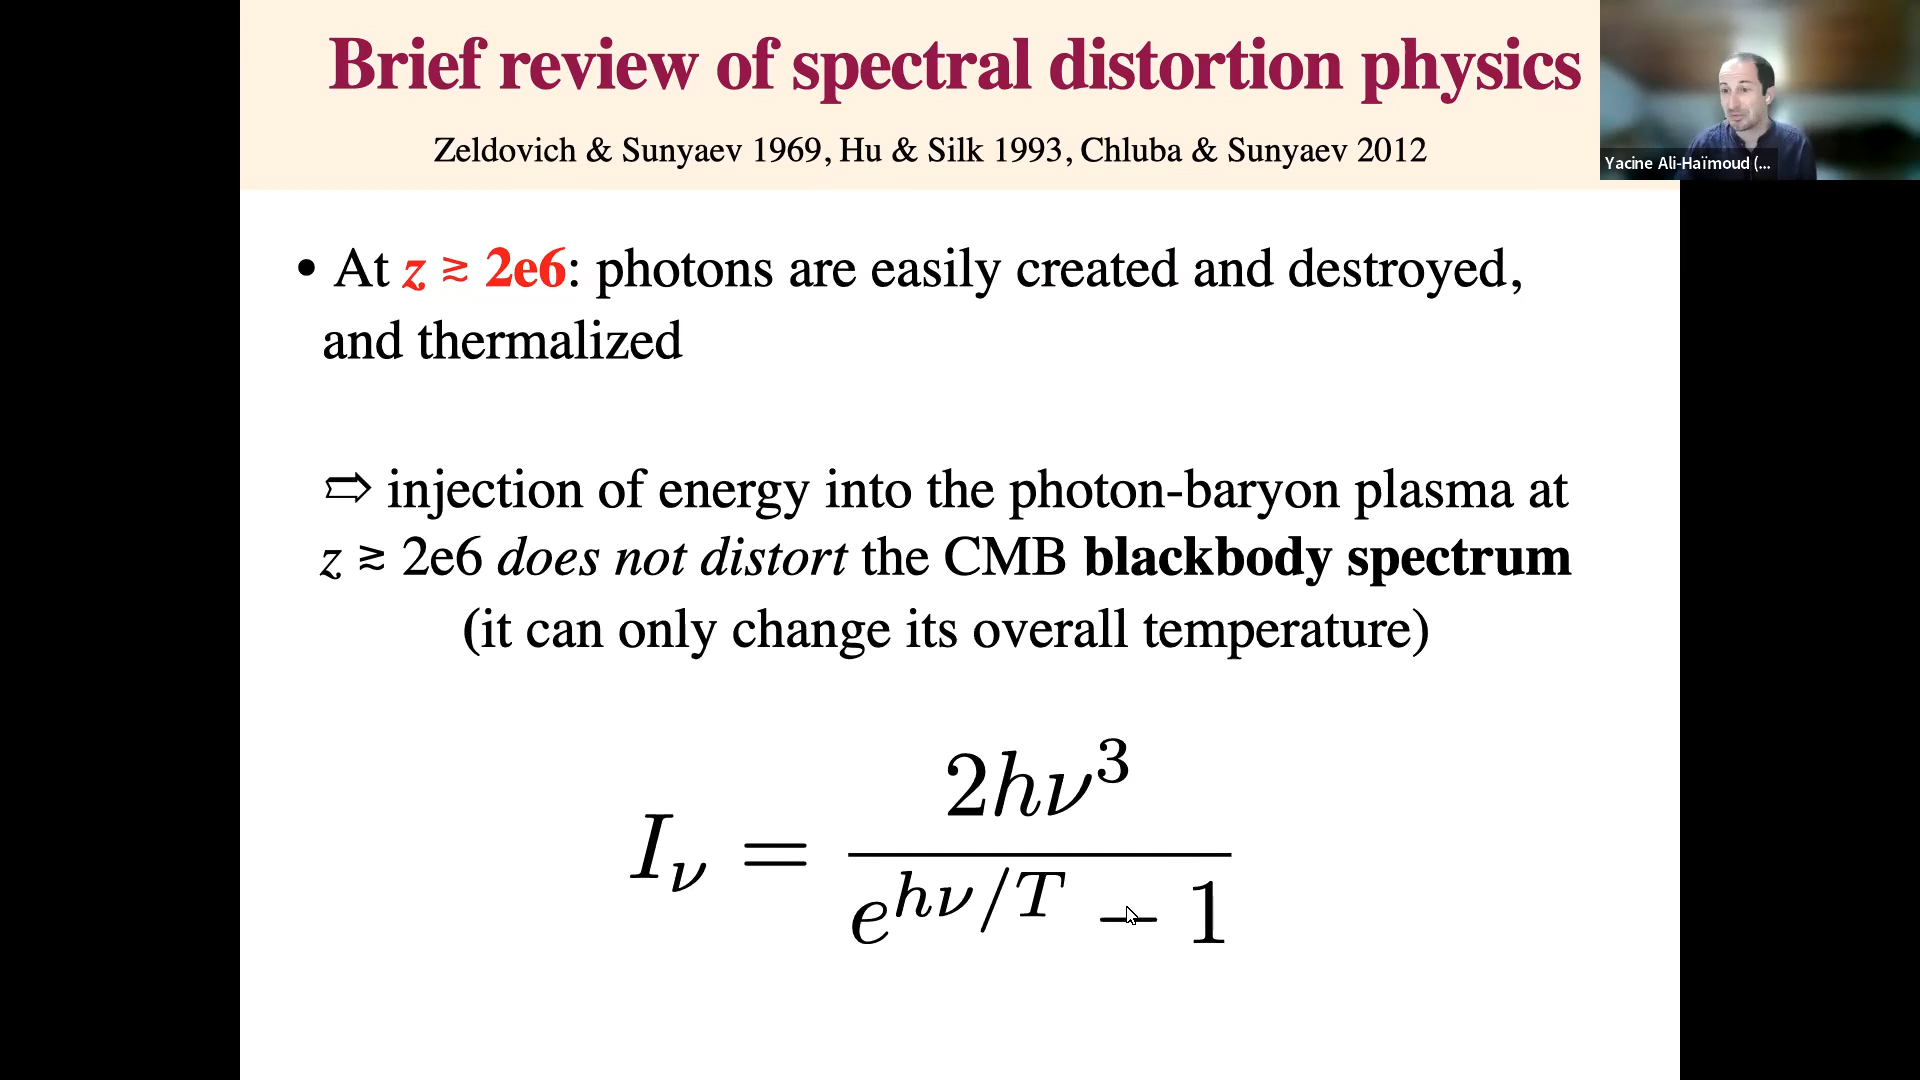 Brief review of spectral distortion physics
Zeldovich & Sunyaev 1969, Hu & Silk 1993, Chluba & Sunyaev 2012
Yacine Ali-Haïmoud (...
• At z ≳ 2e6: photons are easily created and destroyed,
and thermalized
⇨ injection of energy into the photon-baryon plasma at
z ≳ 2e6 does not distort the CMB blackbody spectrum
(it can only change its overall temperature)
I_ν = \frac{2hν^3}{e^{hν/T} − 1}